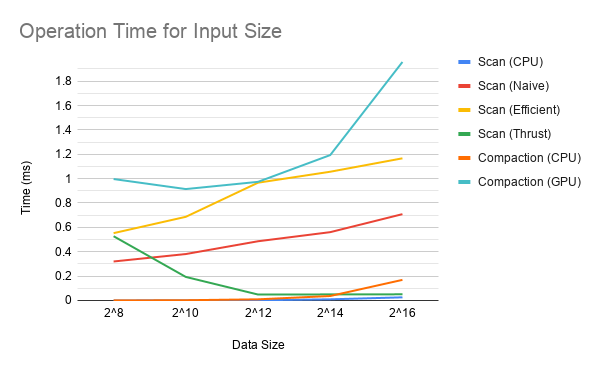 Operation Time for Input Size
Scan (CPU)
Scan (Naive)
Scan (Efficient)
Scan (Thrust)
Compaction (CPU)
Compaction (GPU)
Time (ms)
1.8
1.6
1.4
1.2
1
0.8
0.6
0.4
0.2
0
2^8 2^10 2^12 2^14 2^16
Data Size